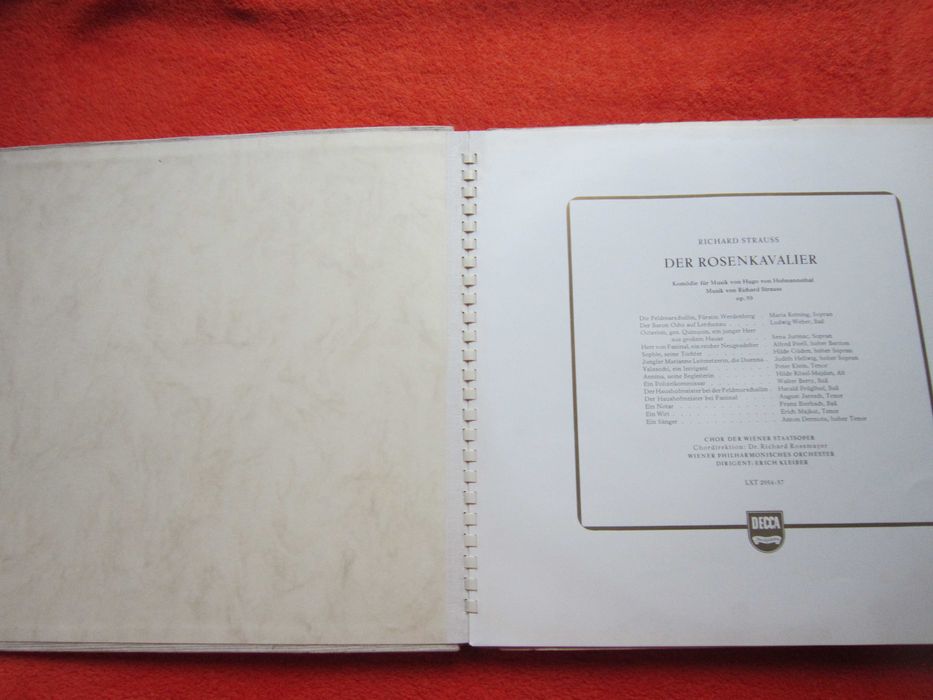 RICHARD STRAUSS
DER ROSENKAVALIER
Komödie für Musik von Hugo von Hofmannsthal
Musik von Richard Strauss
op. 59
Die Feldmarschallin, Fürstin Werdenberg . Maria Reining, Sopran
Der Baron Ochs auf Lerchenau . . . . . Ludwig Weber, Baß
Octavian, gen. Quinquin, ein junger Herr
aus großem Hause . . . . . . . Sena Jurinac, Sopran
Herr von Faninal, ein reicher Neugeadelter . Alfred Poell, hoher Bariton
Sophie, seine Tochter . . . . . . . Hilde Güden, hoher Sopran
Jungfer Marianne Leitmetzerin, die Duenna . Judith Hellwig, hoher Sopran
Valzacchi, ein Intrigant . . . . . . Peter Klein, Tenor
Annina, seine Begleiterin . . . . . . Hilde Rössl-Majdan, Alt
Ein Polizeikommissar . . . . . . . Walter Berry, Baß
Der Haushofmeister bei der Feldmarschallin . Harald Pröglhöf, Baß
Der Haushofmeister bei Faninal . . . . August Jaresch, Tenor
Ein Notar . . . . . . . . . . Franz Bierbach, Baß
Ein Wirt . . . . . . . . . . Erich Majkut, Tenor
Ein Sänger . . . . . . . . . . Anton Dermota, hoher Tenor
CHOR DER WIENER STAATSOPER
Chordirektion: Dr. Richard Rossmayer
WIENER PHILHARMONISCHES ORCHESTER
DIRIGENT: ERICH KLEIBER
LXT 2954-57
DECCA